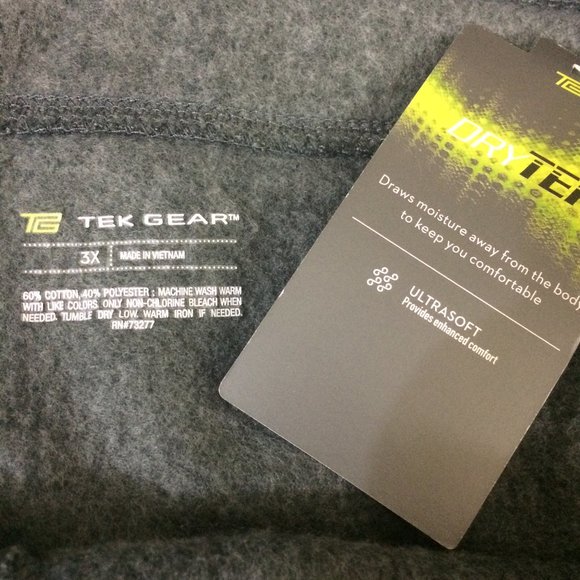 TG TEK GEAR™
3X MADE IN VIETNAM
60% COTTON, 40% POLYESTER ; MACHINE WASH WARM
WITH LIKE COLORS. ONLY NON-CHLORINE BLEACH WHEN
NEEDED. TUMBLE DRY LOW. WARM IRON IF NEEDED.
RN#73277
DRYTEK
Draws moisture away from the body
to keep you comfortable
ULTRASOFT
Provides enhanced comfort